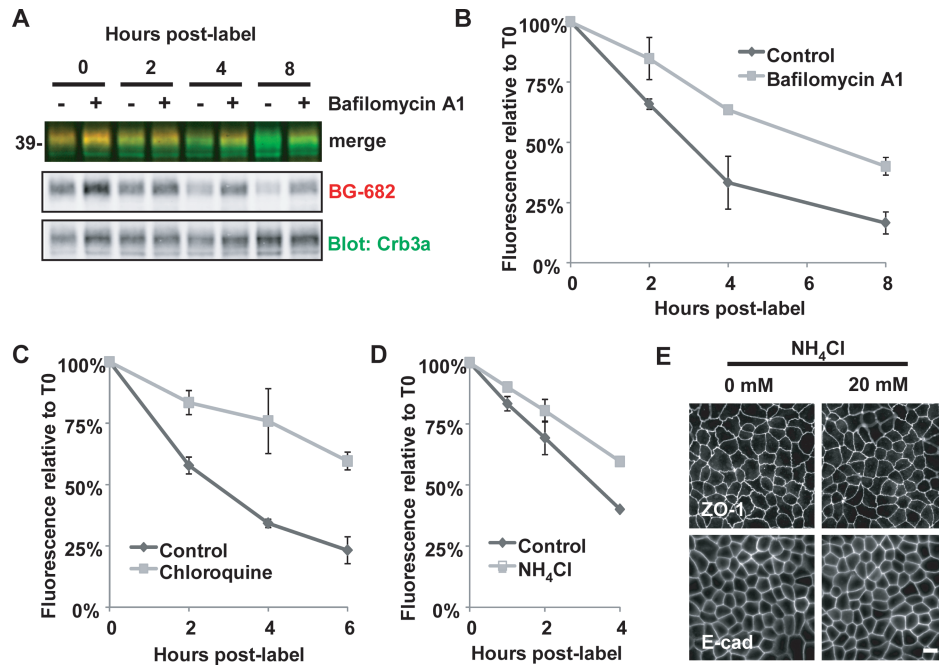 A
Hours post-label
0 2 4 8
- + - + - + - + Bafilomycin A1
39- merge
BG-682
Blot: Crb3a
B
Fluorescence relative to T0
100%
75%
50%
25%
0%
Control
Bafilomycin A1
0 2 4 6 8
Hours post-label
C
Fluorescence relative to T0
100%
75%
50%
25%
0%
Control
Chloroquine
0 2 4 6
Hours post-label
D
Fluorescence relative to T0
100%
75%
50%
25%
0%
Control
NH₄Cl
0 2 4
Hours post-label
E
NH₄Cl
0 mM 20 mM
ZO-1
E-cad